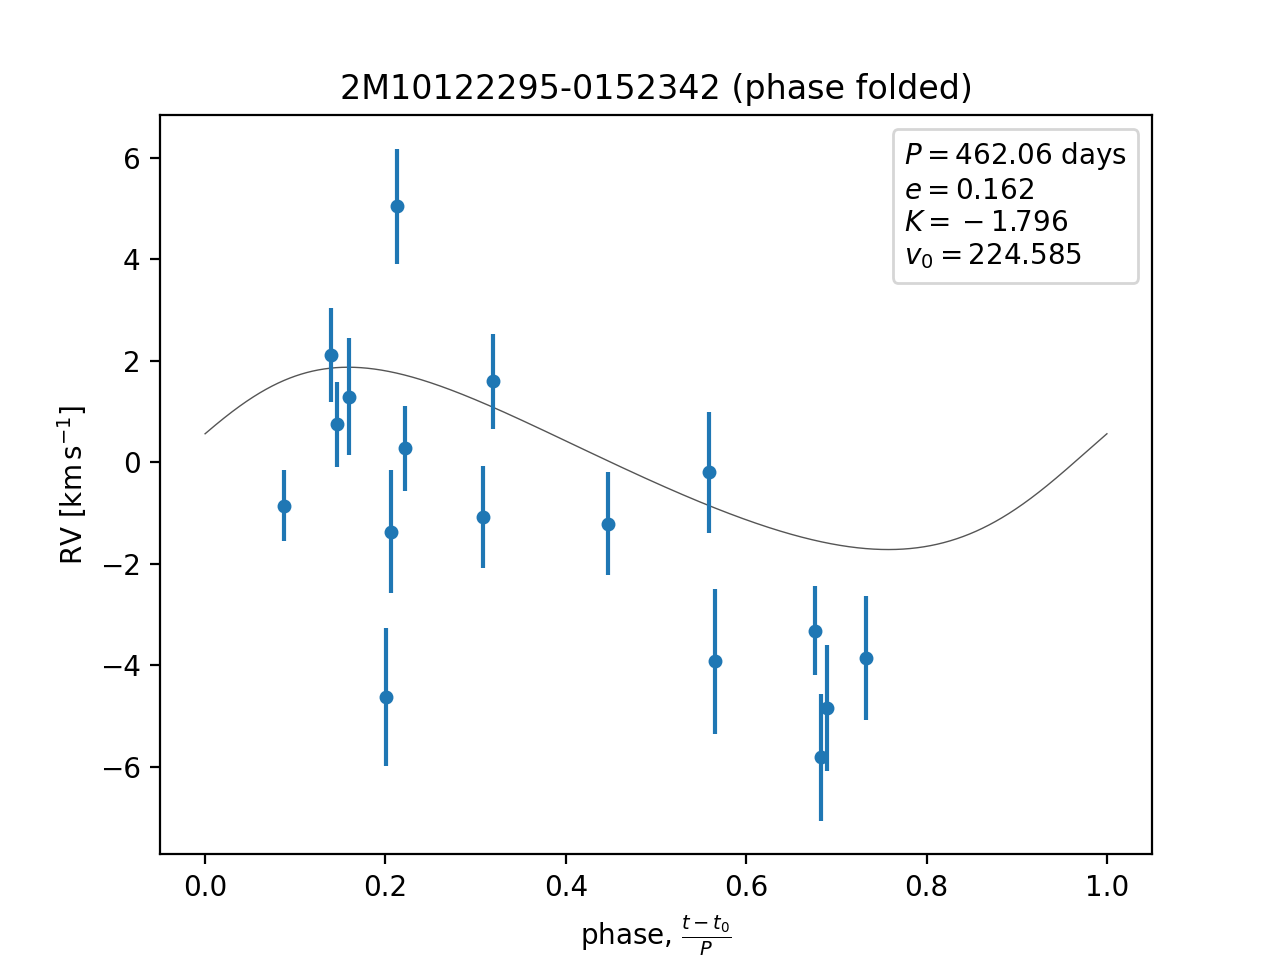 2M10122295-0152342 (phase folded)
P = 462.06 days
e = 0.162
K = −1.796
v₀ = 224.585
6
4
2
0
−2
−4
−6
RV [km s⁻¹]
0.0 0.2 0.4 0.6 0.8 1.0
phase, (t − t₀)/P